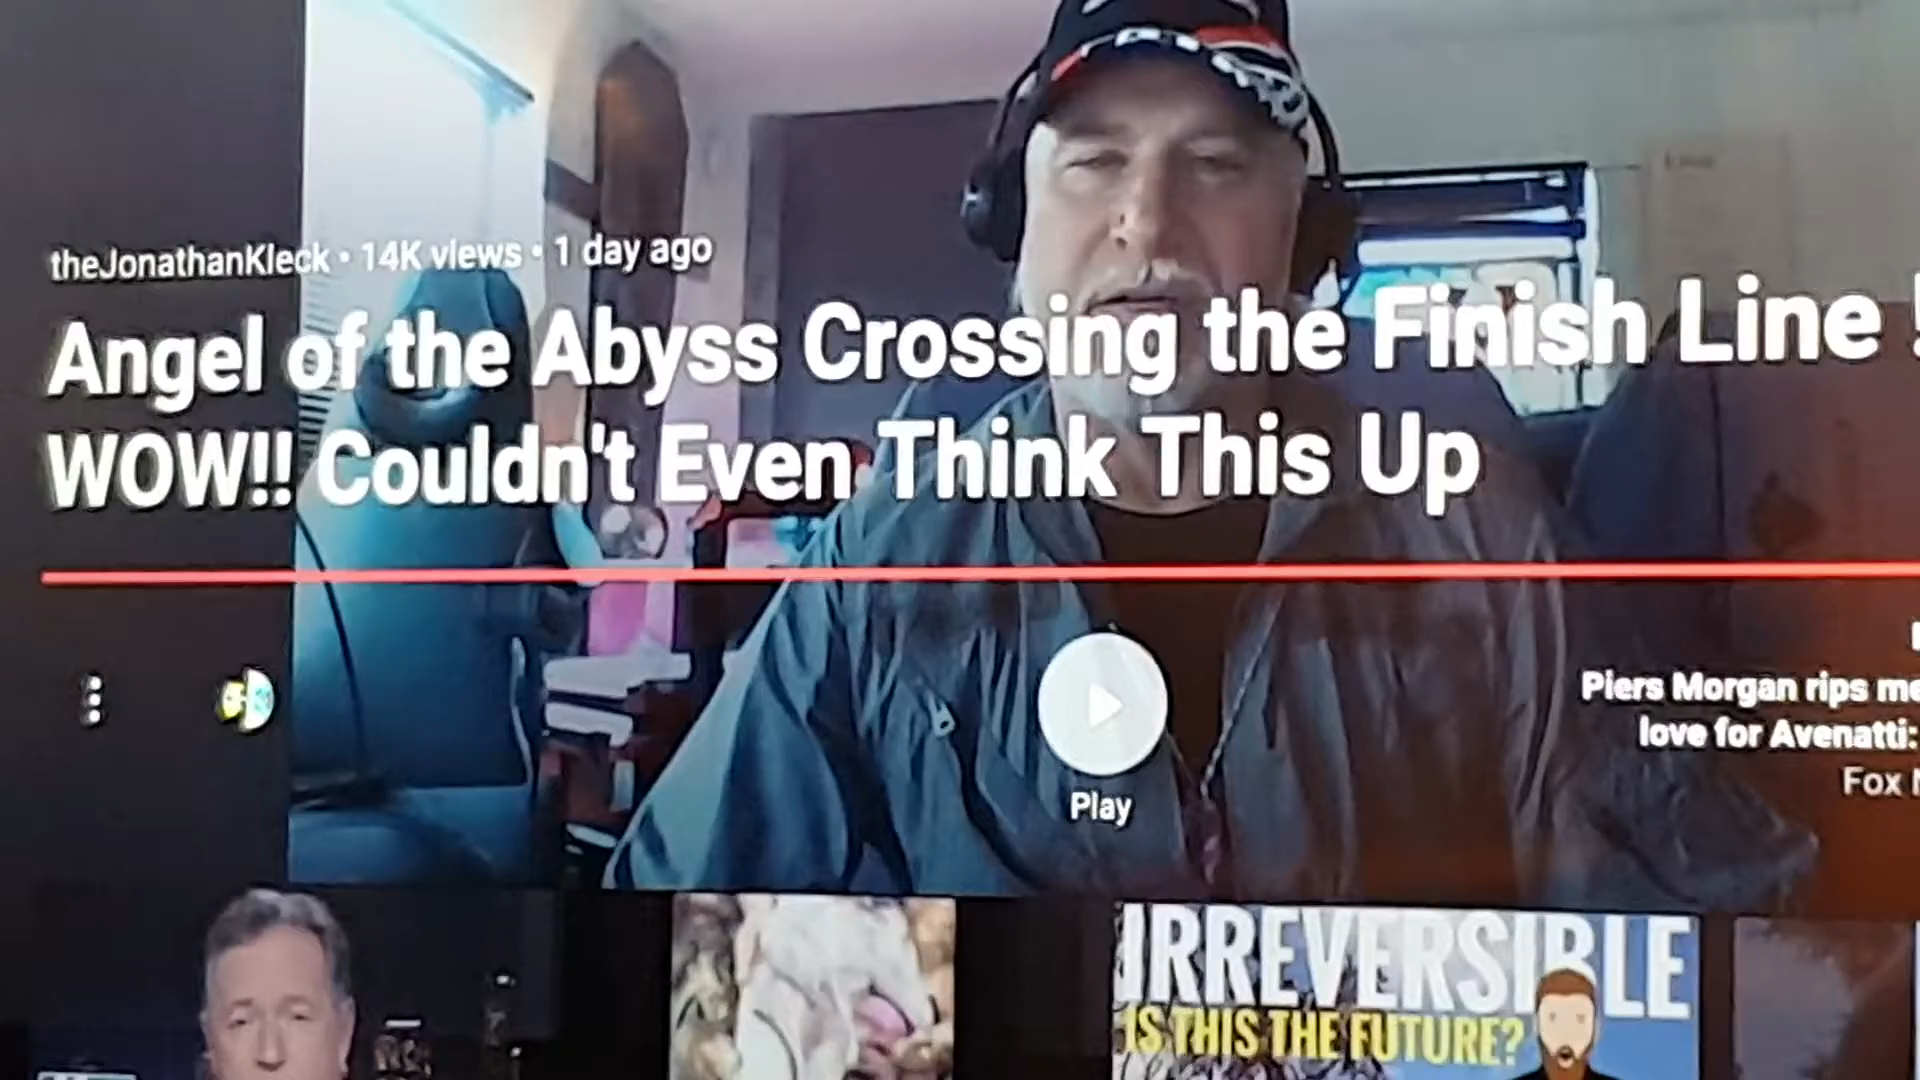 theJonathanKleck • 14K views • 1 day ago
Angel of the Abyss Crossing the Finish Line !
WOW!! Couldn't Even Think This Up
Piers Morgan rips
love for Avenatti:
Fox
Play
IRREVERSIBLE
IS THIS THE FUTURE?